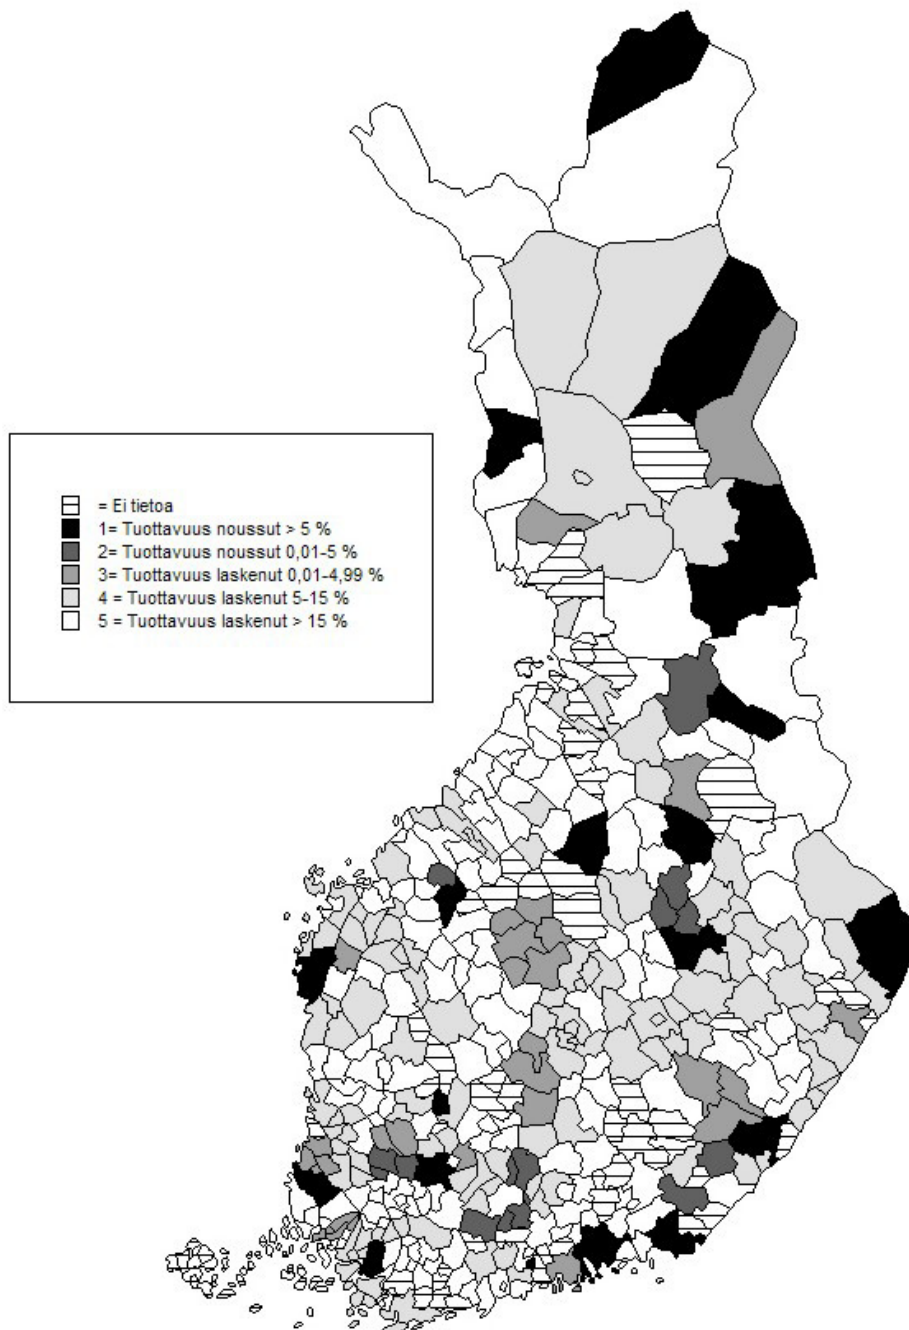 = Ei tietoa
1= Tuottavuus noussut > 5 %
2= Tuottavuus noussut 0,01-5 %
3= Tuottavuus laskenut 0,01-4,99 %
4 = Tuottavuus laskenut 5-15 %
5 = Tuottavuus laskenut > 15 %